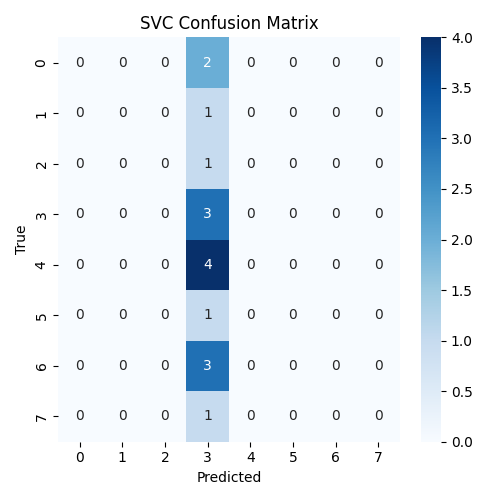 SVC Confusion Matrix
4.0
0 0 0 0 2 0 0 0 0
3.5
1 0 0 0 1 0 0 0 0
3.0
2 0 0 0 1 0 0 0 0
2.5
3 0 0 0 3 0 0 0 0
2.0
True
4 0 0 0 4 0 0 0 0
1.5
5 0 0 0 1 0 0 0 0
1.0
6 0 0 0 3 0 0 0 0
0.5
7 0 0 0 1 0 0 0 0
0.0
0 1 2 3 4 5 6 7
Predicted